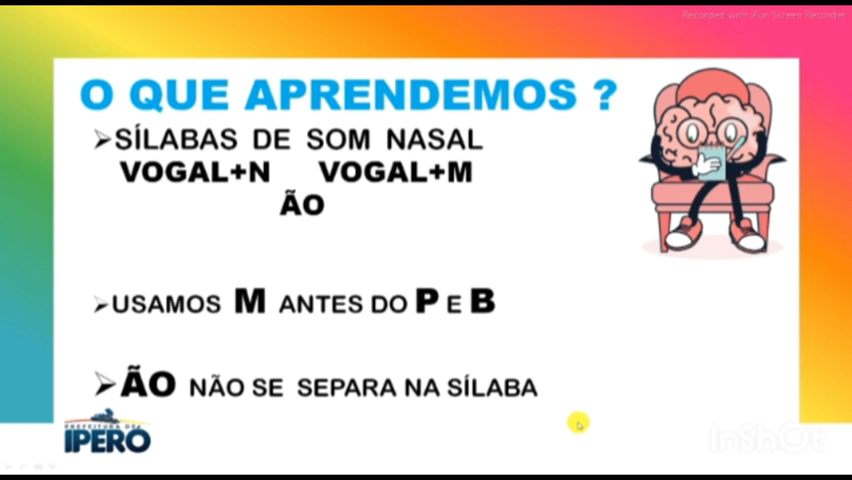 Recorded with iFun Screen Recorder
O QUE APRENDEMOS ?
SÍLABAS DE SOM NASAL
VOGAL+N VOGAL+M
ÃO
USAMOS M ANTES DO P E B
ÃO NÃO SE SEPARA NA SÍLABA
PREFEITURA DE
IPERÓ
InShOt